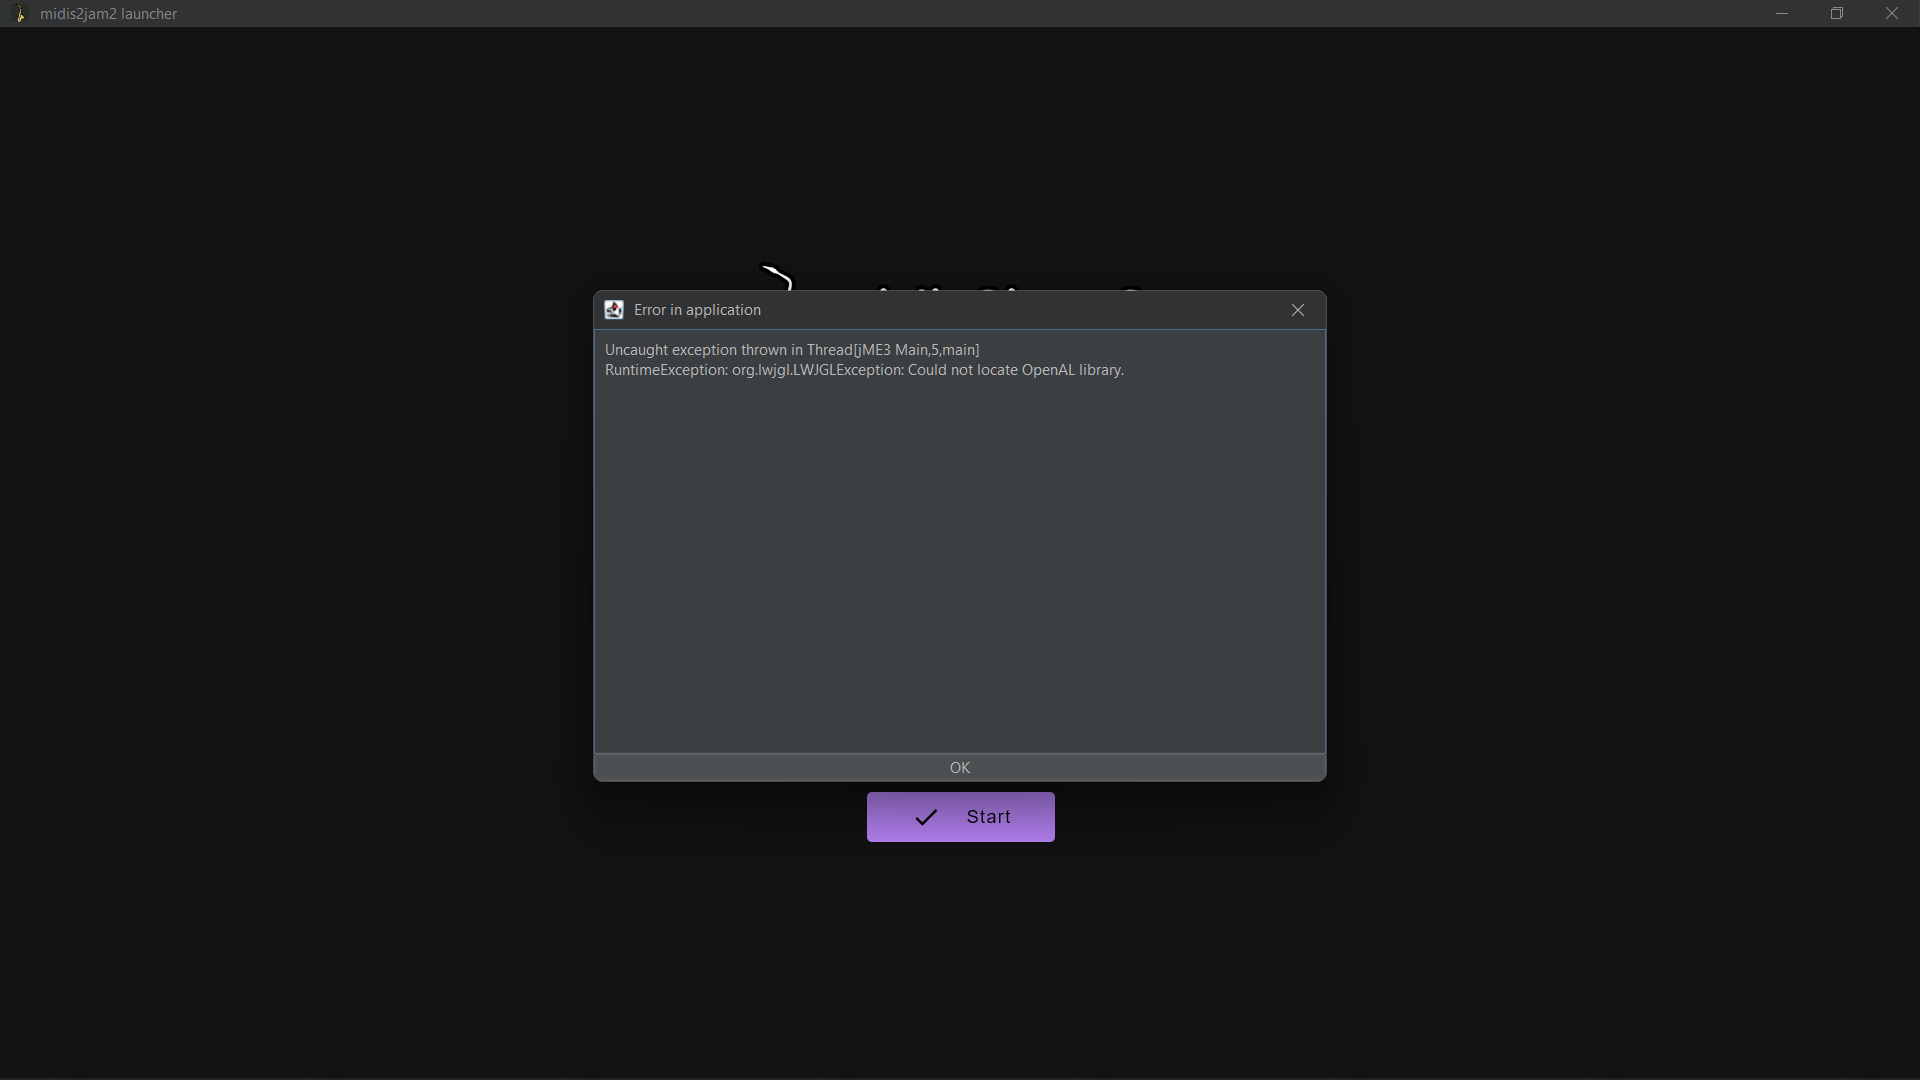 midis2jam2 launcher
Error in application
Uncaught exception thrown in Thread[jME3 Main,5,main]
RuntimeException: org.lwjgl.LWJGLException: Could not locate OpenAL library.
OK
Start